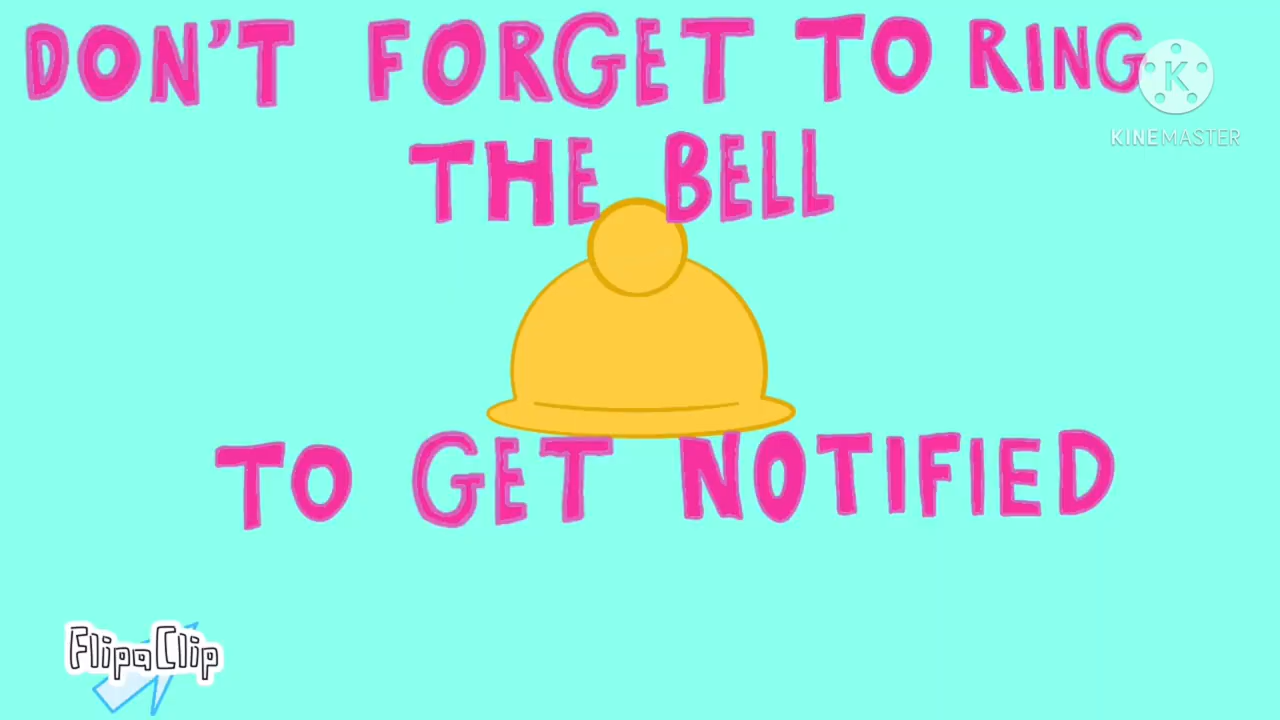 DON'T FORGET TO RING
K
KINEMASTER
THE BELL
TO GET NOTIFIED
FlipaClip